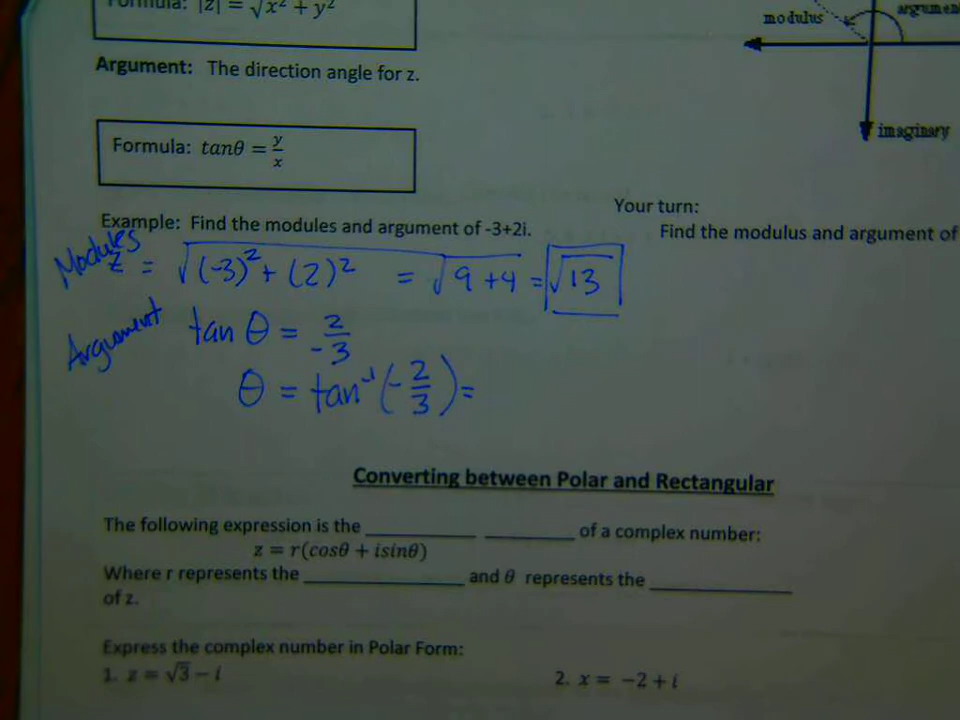 Formula: |z| = √x² + y²
modulus
argumen
Argument: The direction angle for z.
imaginary
Formula: tanθ = y/x
Your turn:
Example: Find the modules and argument of -3+2i.
Find the modulus and argument of
Modules
z = √(-3)² + (2)² = √9 + 4 = √13
Argument
tan θ = 2/-3
θ = tan⁻¹(-2/3) =
Converting between Polar and Rectangular
The following expression is the ____________ __________ of a complex number:
z = r(cosθ + isinθ)
Where r represents the __________________ and θ represents the ________________
of z.
Express the complex number in Polar Form:
1. z = √3 − i
2. x = −2 + i